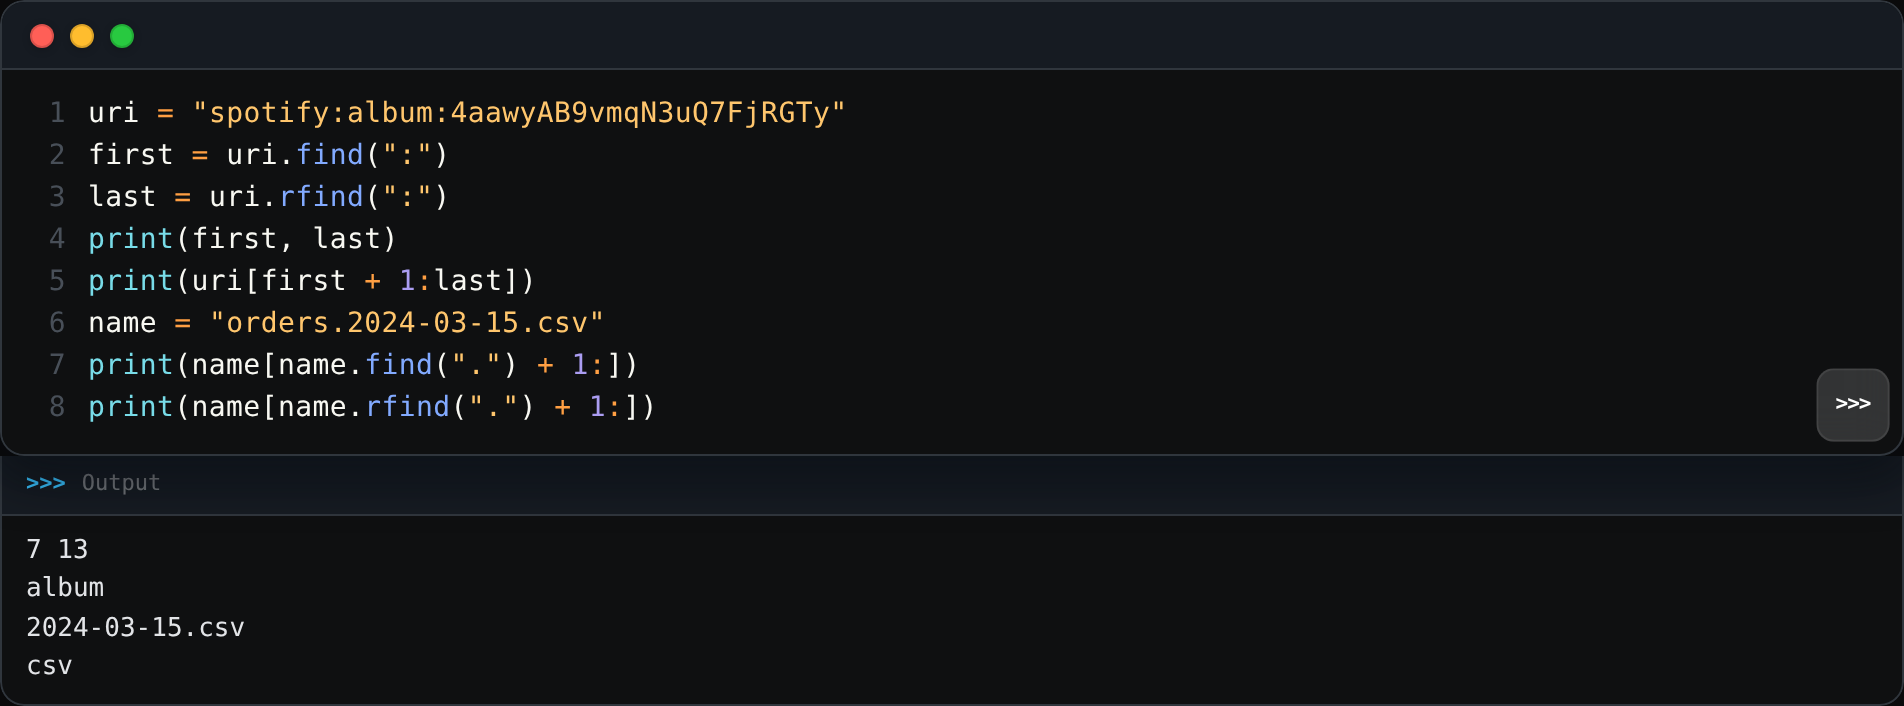 1 uri = "spotify:album:4aawyAB9vmqN3uQ7FjRGTy"
2 first = uri.find(":")
3 last = uri.rfind(":")
4 print(first, last)
5 print(uri[first + 1:last])
6 name = "orders.2024-03-15.csv"
7 print(name[name.find(".") + 1:])
8 print(name[name.rfind(".") + 1:])
>>>
>>> Output
7 13
album
2024-03-15.csv
csv